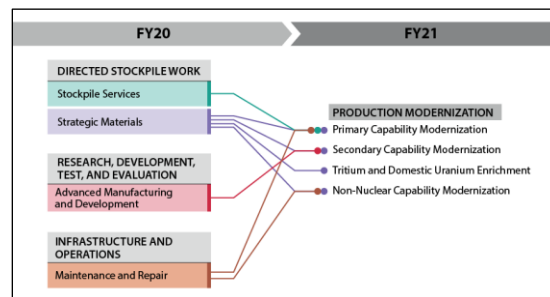 FY20
FY21
DIRECTED STOCKPILE WORK
Stockpile Services
Strategic Materials
RESEARCH, DEVELOPMENT,
TEST, AND EVALUATION
Advanced Manufacturing
and Development
INFRASTRUCTURE AND
OPERATIONS
Maintenance and Repair
PRODUCTION MODERNIZATION
Primary Capability Modernization
Secondary Capability Modernization
Tritium and Domestic Uranium Enrichment
Non-Nuclear Capability Modernization